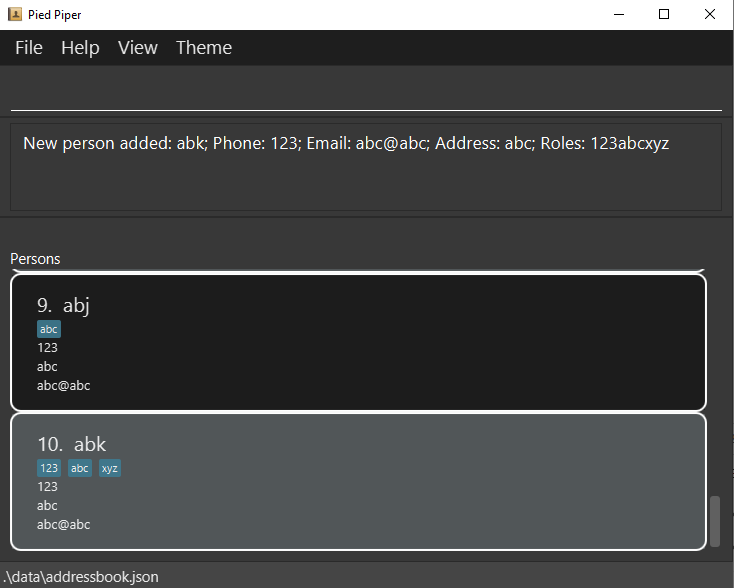 Pied Piper
File Help View Theme
New person added: abk; Phone: 123; Email: abc@abc; Address: abc; Roles: 123abcxyz
Persons
9. abj
abc
123
abc
abc@abc
10. abk
123 abc xyz
123
abc
abc@abc
.\data\addressbook.json